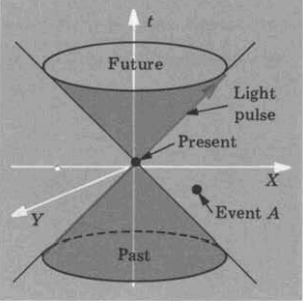 t
Future
Light
pulse
Present
X
Y
Event A
Past